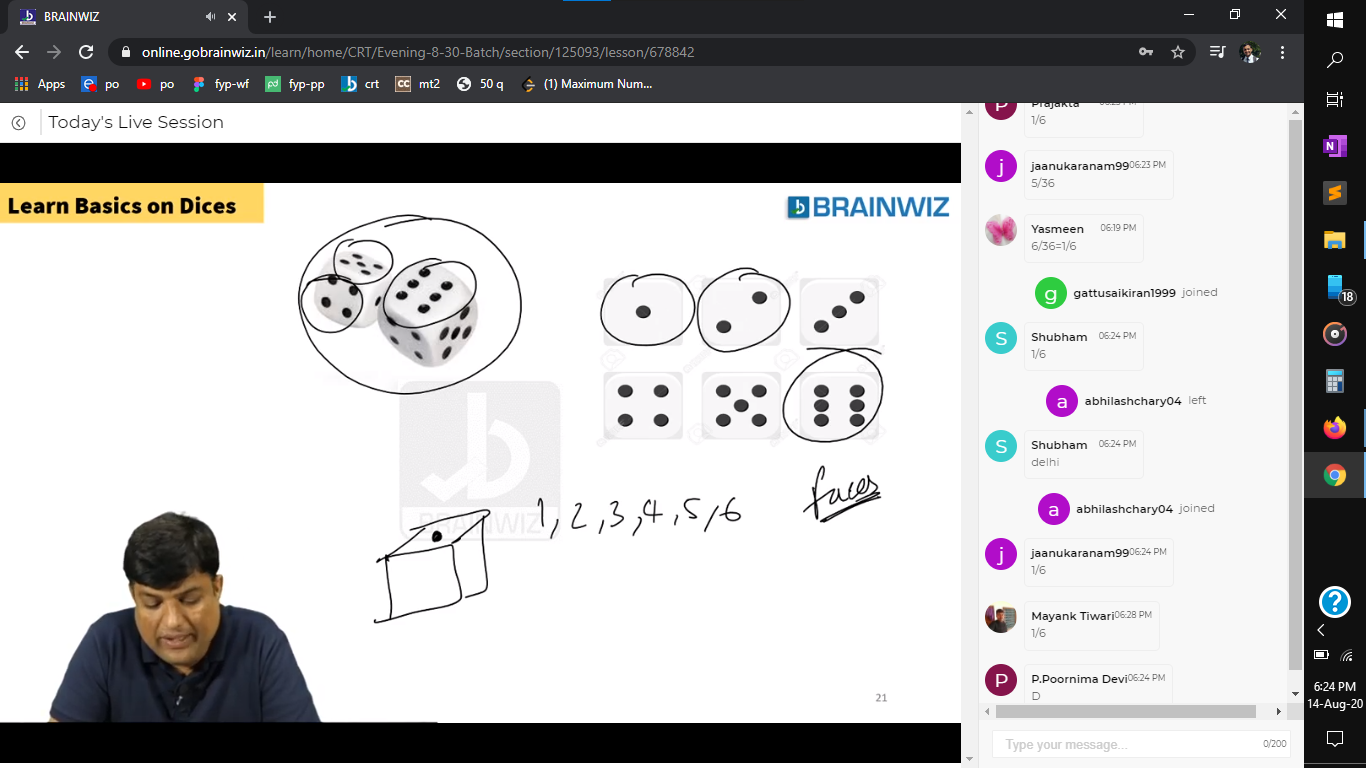 BRAINWIZ
online.gobrainwiz.in/learn/home/CRT/Evening-8-30-Batch/section/125093/lesson/678842
Apps po po fyp-wf fyp-pp crt CC mt2 50 q (1) Maximum Num...
Today's Live Session
Learn Basics on Dices
BRAINWIZ
BRAINWIZ
1, 2, 3, 4, 5, 6
faces
21
P
Prajakta 06:23 PM
1/6
j
jaanukaranam99 06:23 PM
5/36
Yasmeen 06:19 PM
6/36=1/6
g
gattusaikiran1999 joined
S
Shubham 06:24 PM
1/6
a
abhilashchary04 left
S
Shubham 06:24 PM
delhi
a
abhilashchary04 joined
j
jaanukaranam99 06:24 PM
1/6
Mayank Tiwari 06:28 PM
1/6
P
P.Poornima Devi 06:24 PM
D
Type your message... 0/200
N
18
?
6:24 PM
14-Aug-20